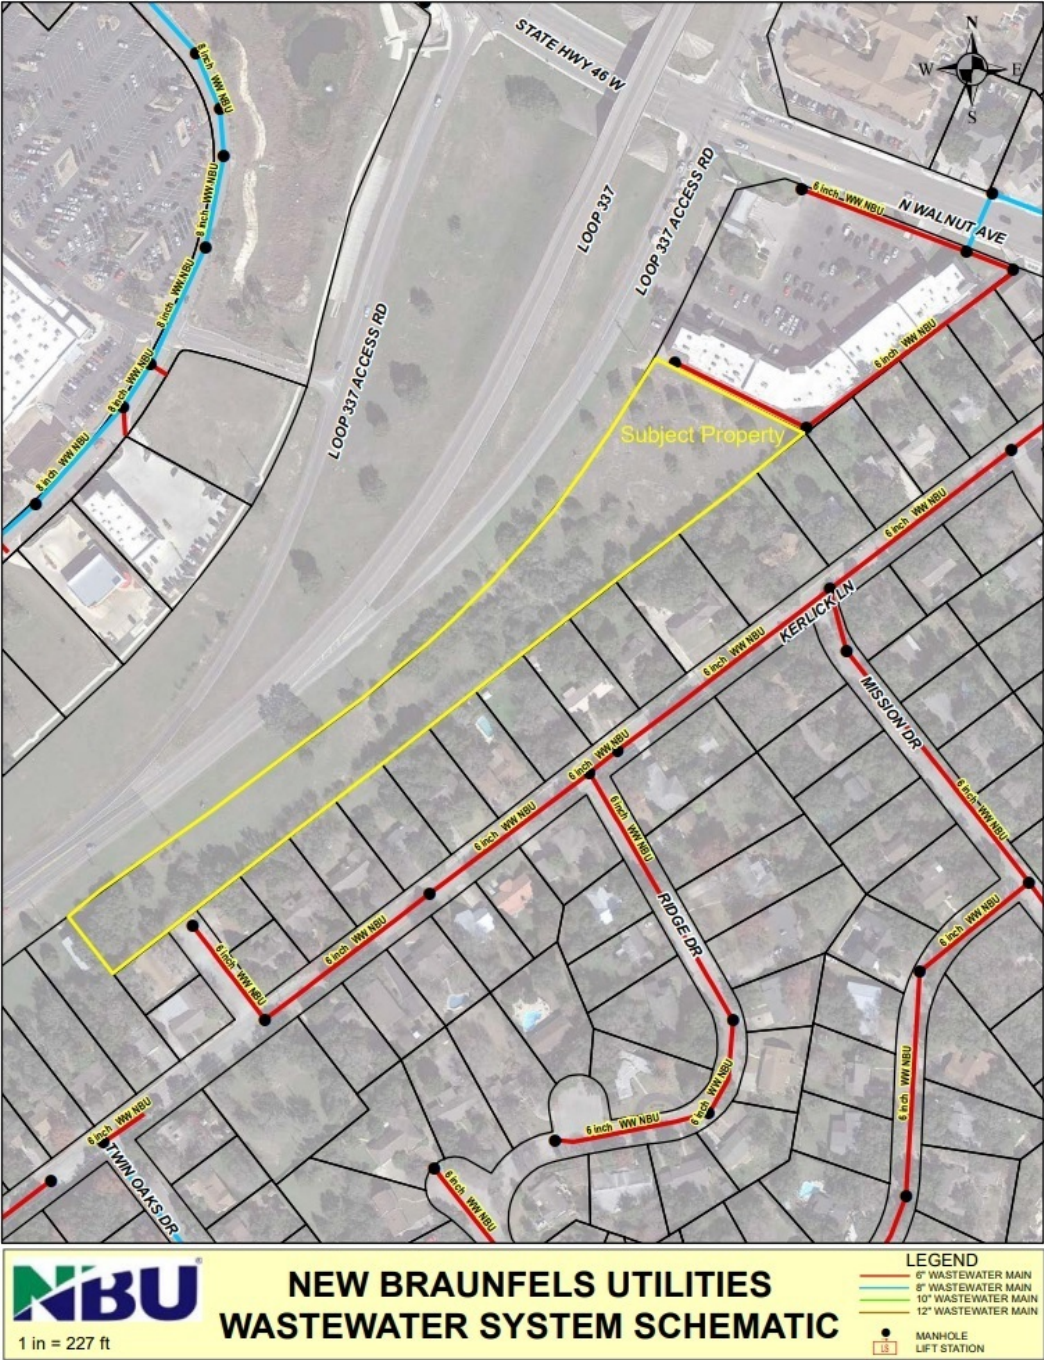 STATE HWY 46 W
N
W
E
S
8 inch WW NBU
8 inch WW NBU
8 inch WW NBU
8 inch WW NBU
8 inch WW NBU
LOOP 337
LOOP 337 ACCESS RD
LOOP 337 ACCESS RD
6 inch WW NBU
N WALNUT AVE
6 inch WW NBU
Subject Property
6 inch WW NBU
KERLICK LN
6 inch WW NBU
MISSION DR
6 inch WW NBU
6 inch WW NBU
6 inch WW NBU
6 inch WW NBU
RIDGE DR
6 inch WW NBU
6 inch WW NBU
6 inch WW NBU
6 inch WW NBU
6 inch WW NBU
6 inch WW NBU
6 inch WW NBU
6 inch WW NBU
TWIN OAKS DR
6 inch WW NBU
NBU
®
1 in = 227 ft
NEW BRAUNFELS UTILITIES
WASTEWATER SYSTEM SCHEMATIC
LEGEND
6" WASTEWATER MAIN
8" WASTEWATER MAIN
10" WASTEWATER MAIN
12" WASTEWATER MAIN
MANHOLE
LS
LIFT STATION